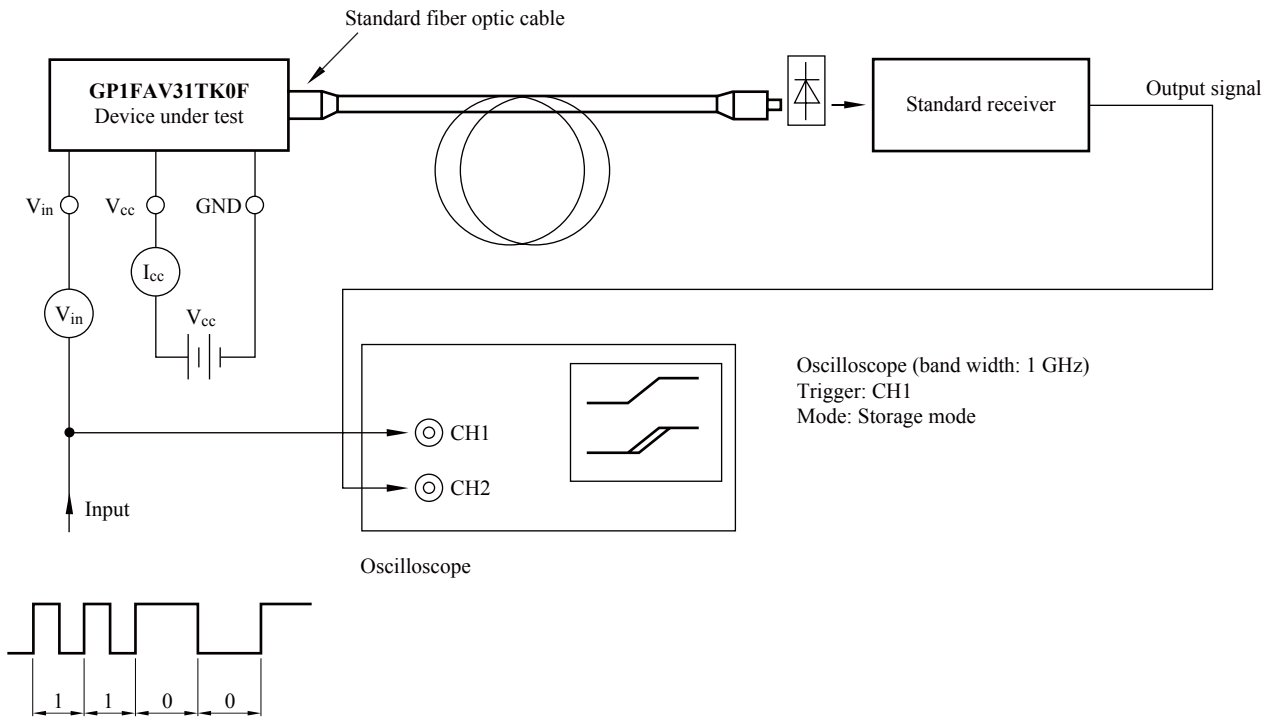 Standard fiber optic cable
GP1FAV31TK0F
Device under test
Standard receiver
Output signal
Vin
Vcc
GND
Icc
Vin
Vcc
Oscilloscope (band width: 1 GHz)
Trigger: CH1
Mode: Storage mode
CH1
CH2
Input
Oscilloscope
1 1 0 0